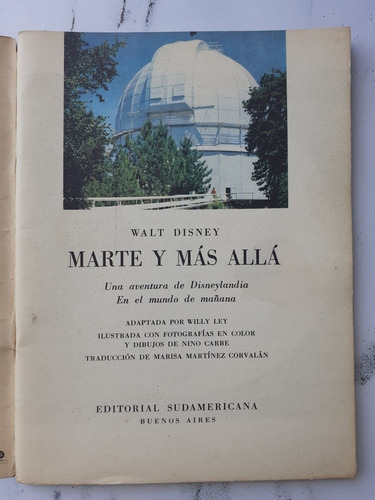 WALT DISNEY
MARTE Y MÁS ALLÁ
Una aventura de Disneylandia
En el mundo de mañana
ADAPTADA POR WILLY LEY
ILUSTRADA CON FOTOGRAFÍAS EN COLOR
Y DIBUJOS DE NINO CARBE
TRADUCCIÓN DE MARISA MARTÍNEZ CORVALÁN
EDITORIAL SUDAMERICANA
BUENOS AIRES